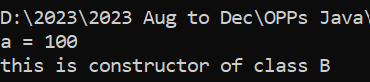 D:\2023\2023 Aug to Dec\OPPs Java\
a = 100
this is constructor of class B